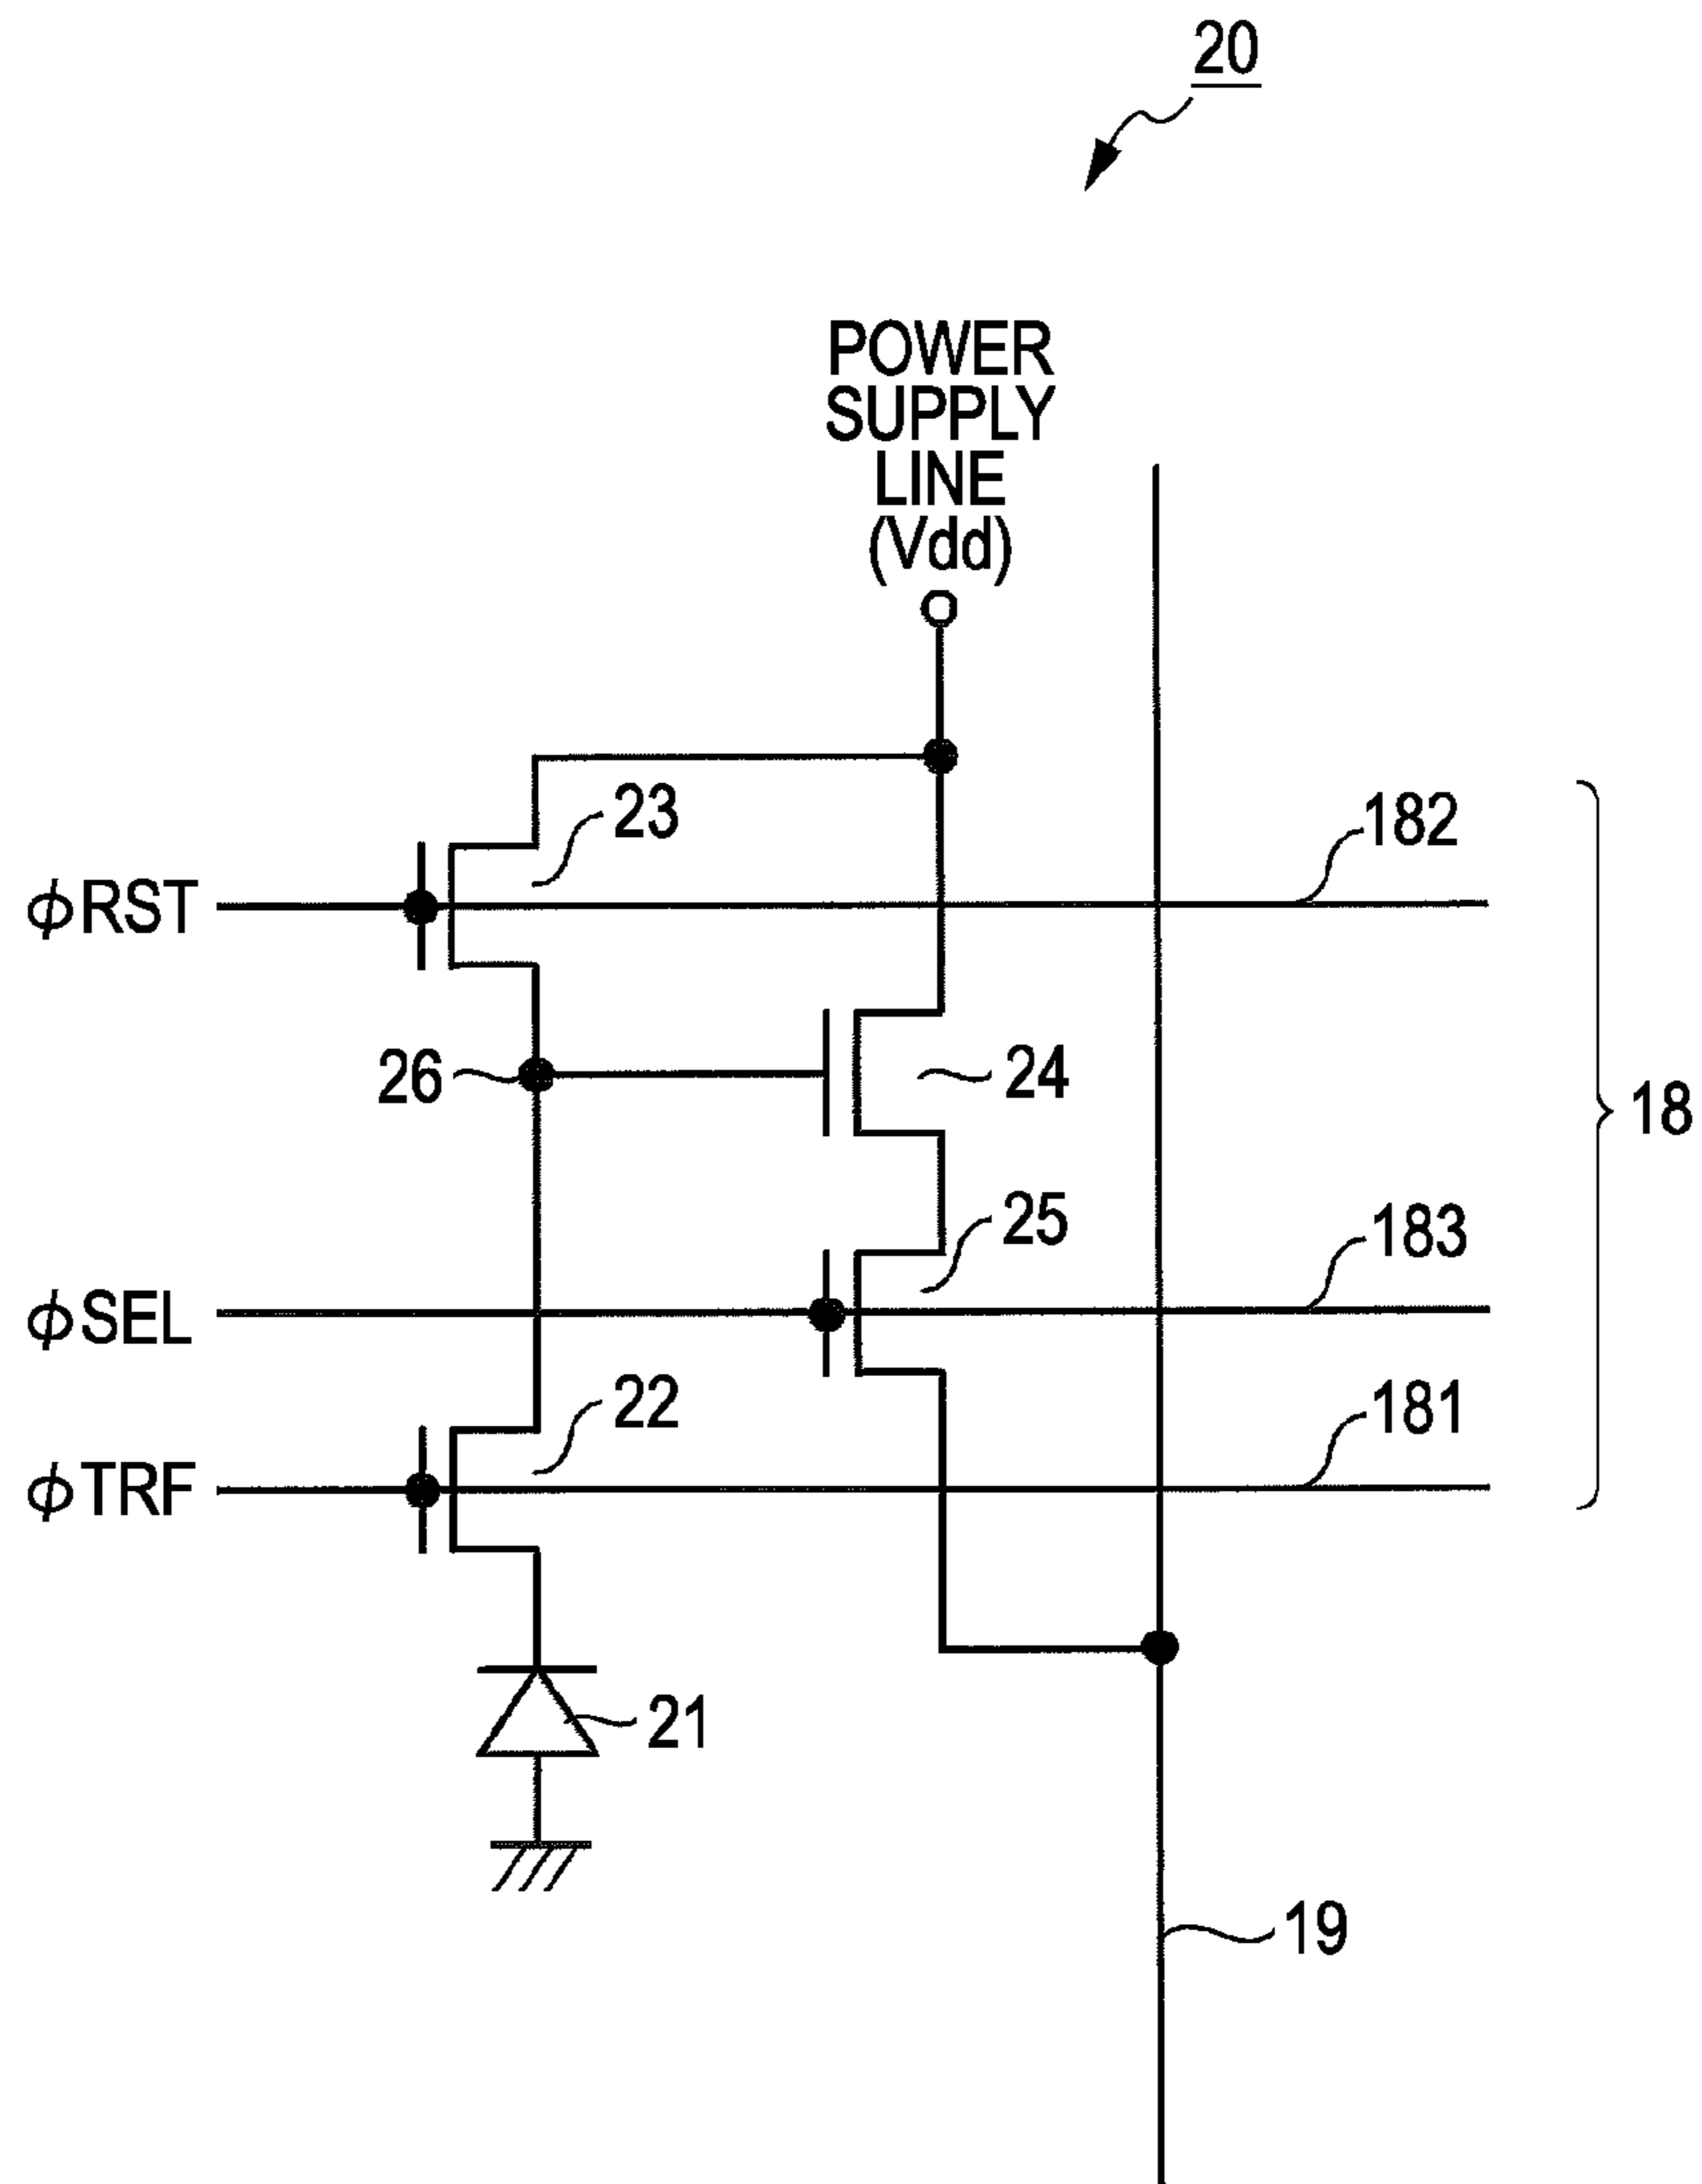 20
POWER
SUPPLY
LINE
(Vdd)
23
182
ϕRST
26
24
18
25
183
ϕSEL
22
181
ϕTRF
21
19